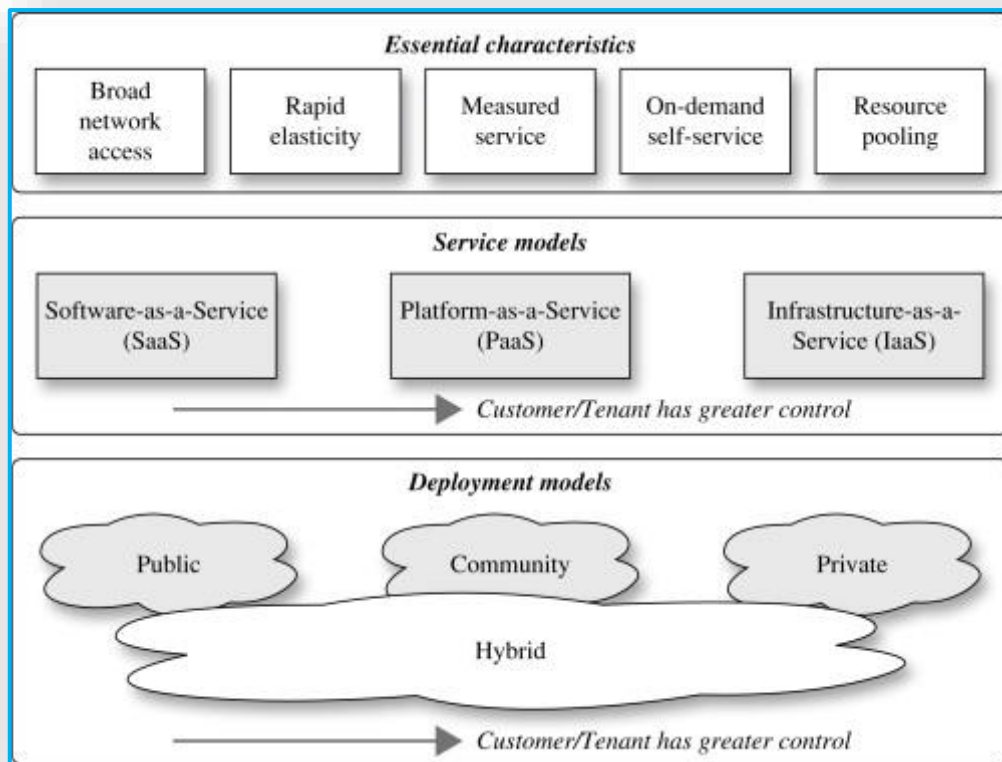 Essential characteristics
Broad
network
access
Rapid
elasticity
Measured
service
On-demand
self-service
Resource
pooling
Service models
Software-as-a-Service
(SaaS)
Platform-as-a-Service
(PaaS)
Infrastructure-as-a-
Service (IaaS)
Customer/Tenant has greater control
Deployment models
Public
Community
Private
Hybrid
Customer/Tenant has greater control